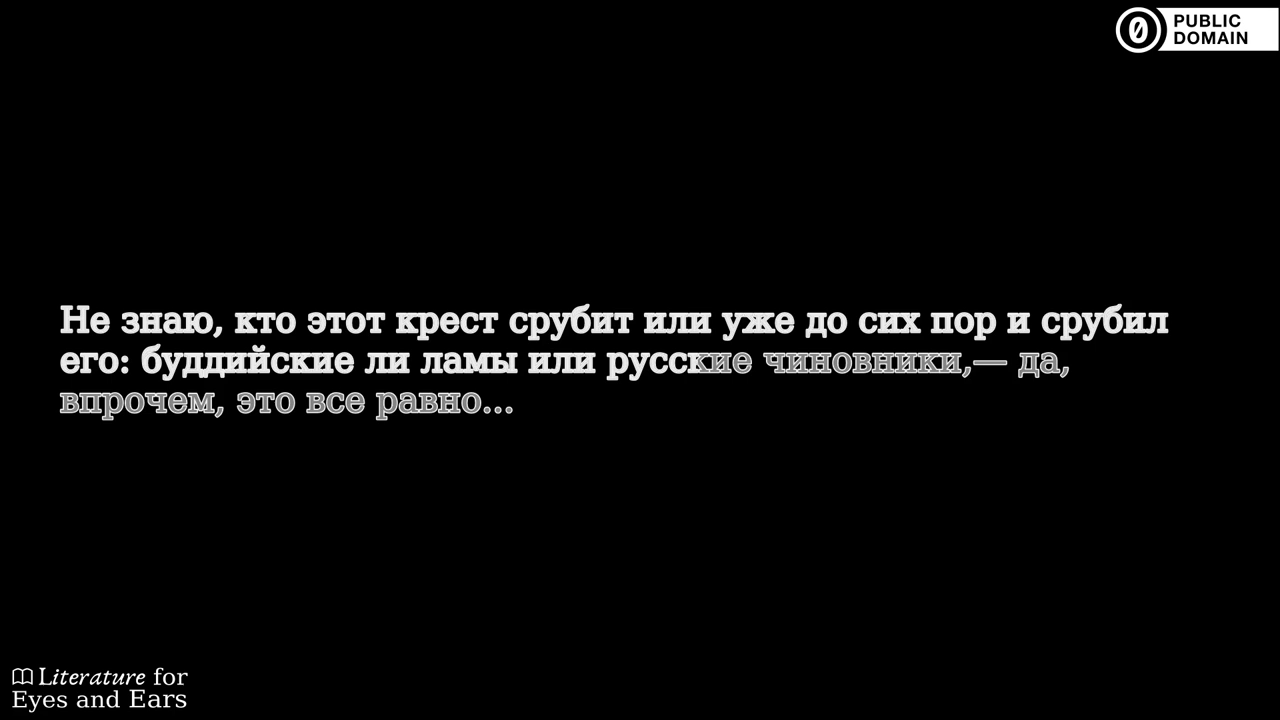 PUBLIC
DOMAIN
Не знаю, кто этот крест срубит или уже до сих пор и срубил
его: буддийские ли ламы или русские чиновники,— да,
впрочем, это все равно...
Literature for
Eyes and Ears